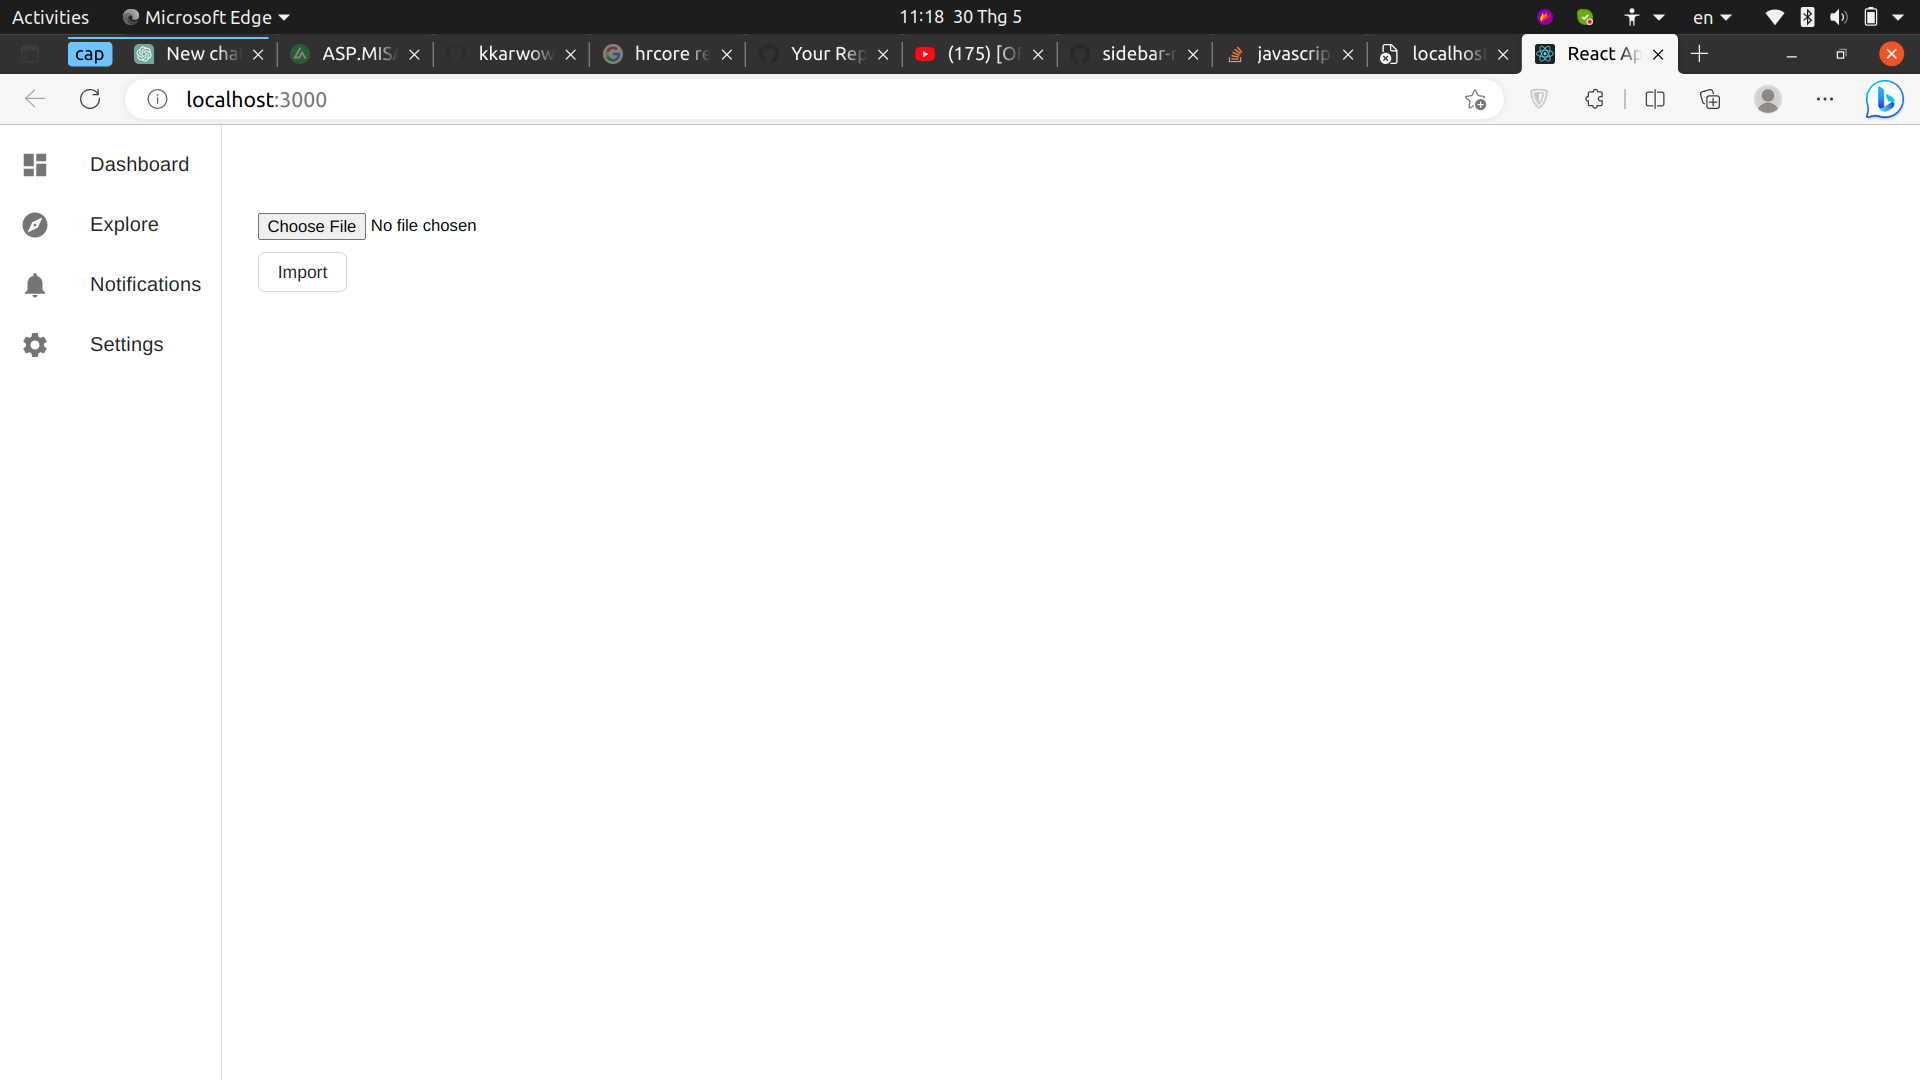 Activities Microsoft Edge 11:18 30 Thg 5 en
cap New cha ASP.MIS kkarwow hrcore re Your Rep (175) [O sidebar-r javascrip localhost React Ap
localhost:3000
Dashboard
Explore
Notifications
Settings
Choose File No file chosen
Import